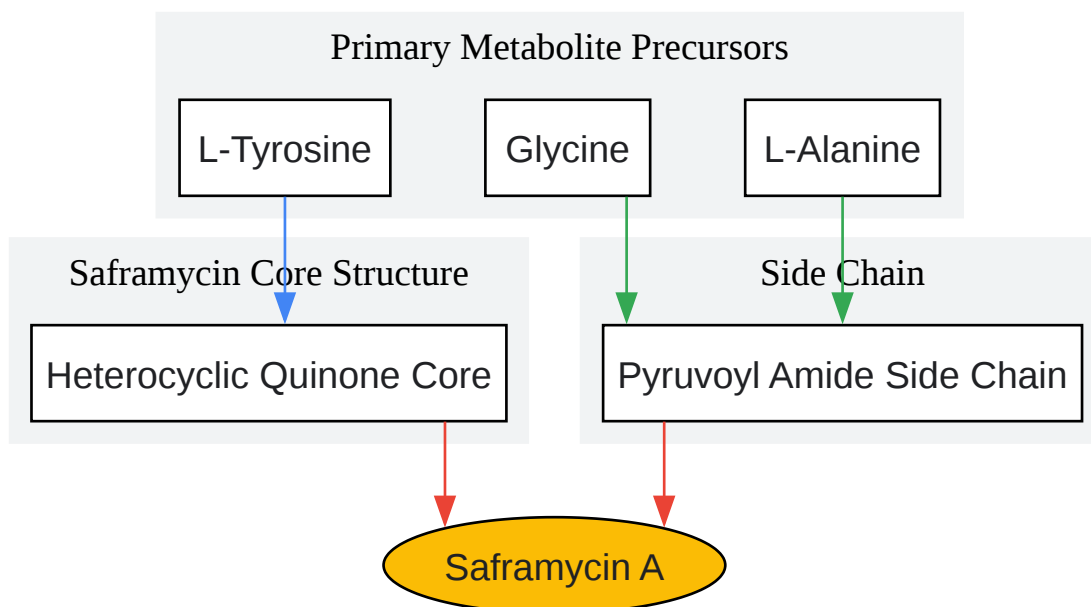 Primary Metabolite Precursors
L-Tyrosine
Glycine
L-Alanine
Saframycin Core Structure
Side Chain
Heterocyclic Quinone Core
Pyruvoyl Amide Side Chain
Saframycin A